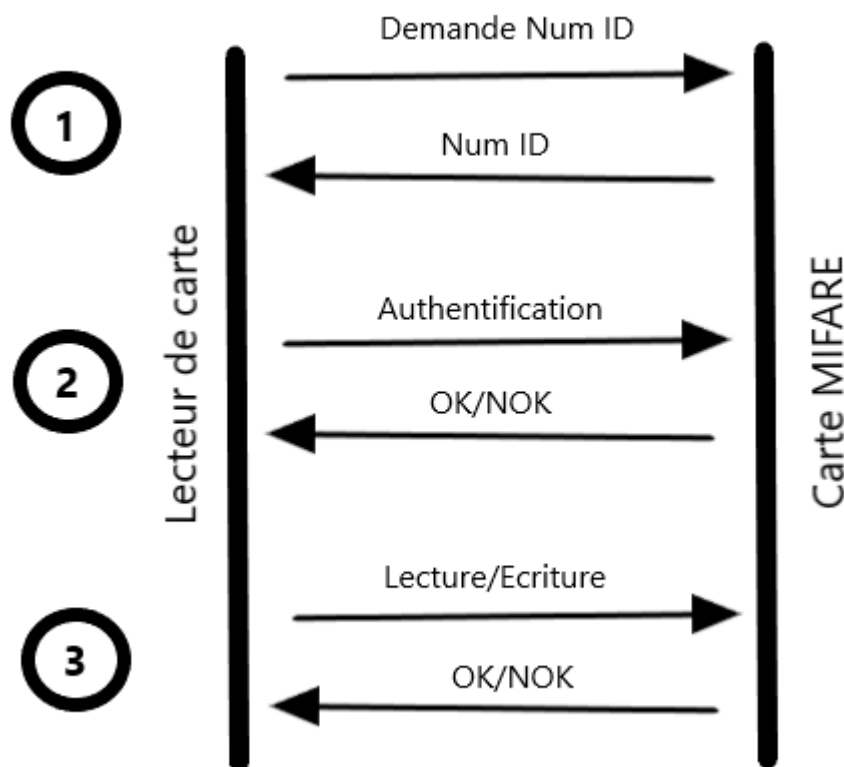 Demande Num ID
1
Num ID
Lecteur de carte
Carte MIFARE
Authentification
2
OK/NOK
Lecture/Ecriture
3
OK/NOK